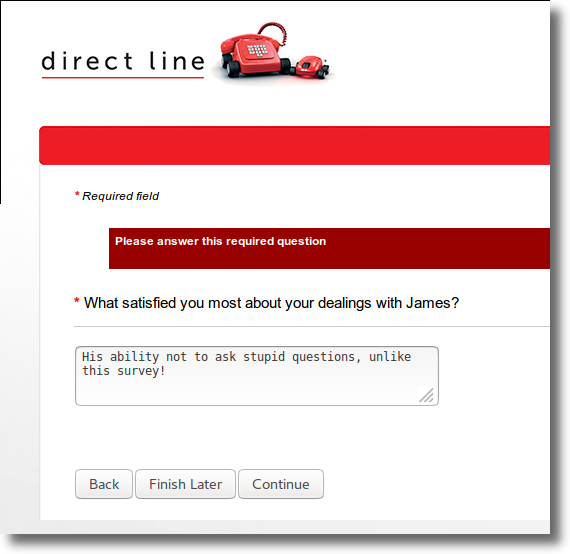 direct line
* Required field
Please answer this required question
* What satisfied you most about your dealings with James?
His ability not to ask stupid questions, unlike
this survey!
Back Finish Later Continue